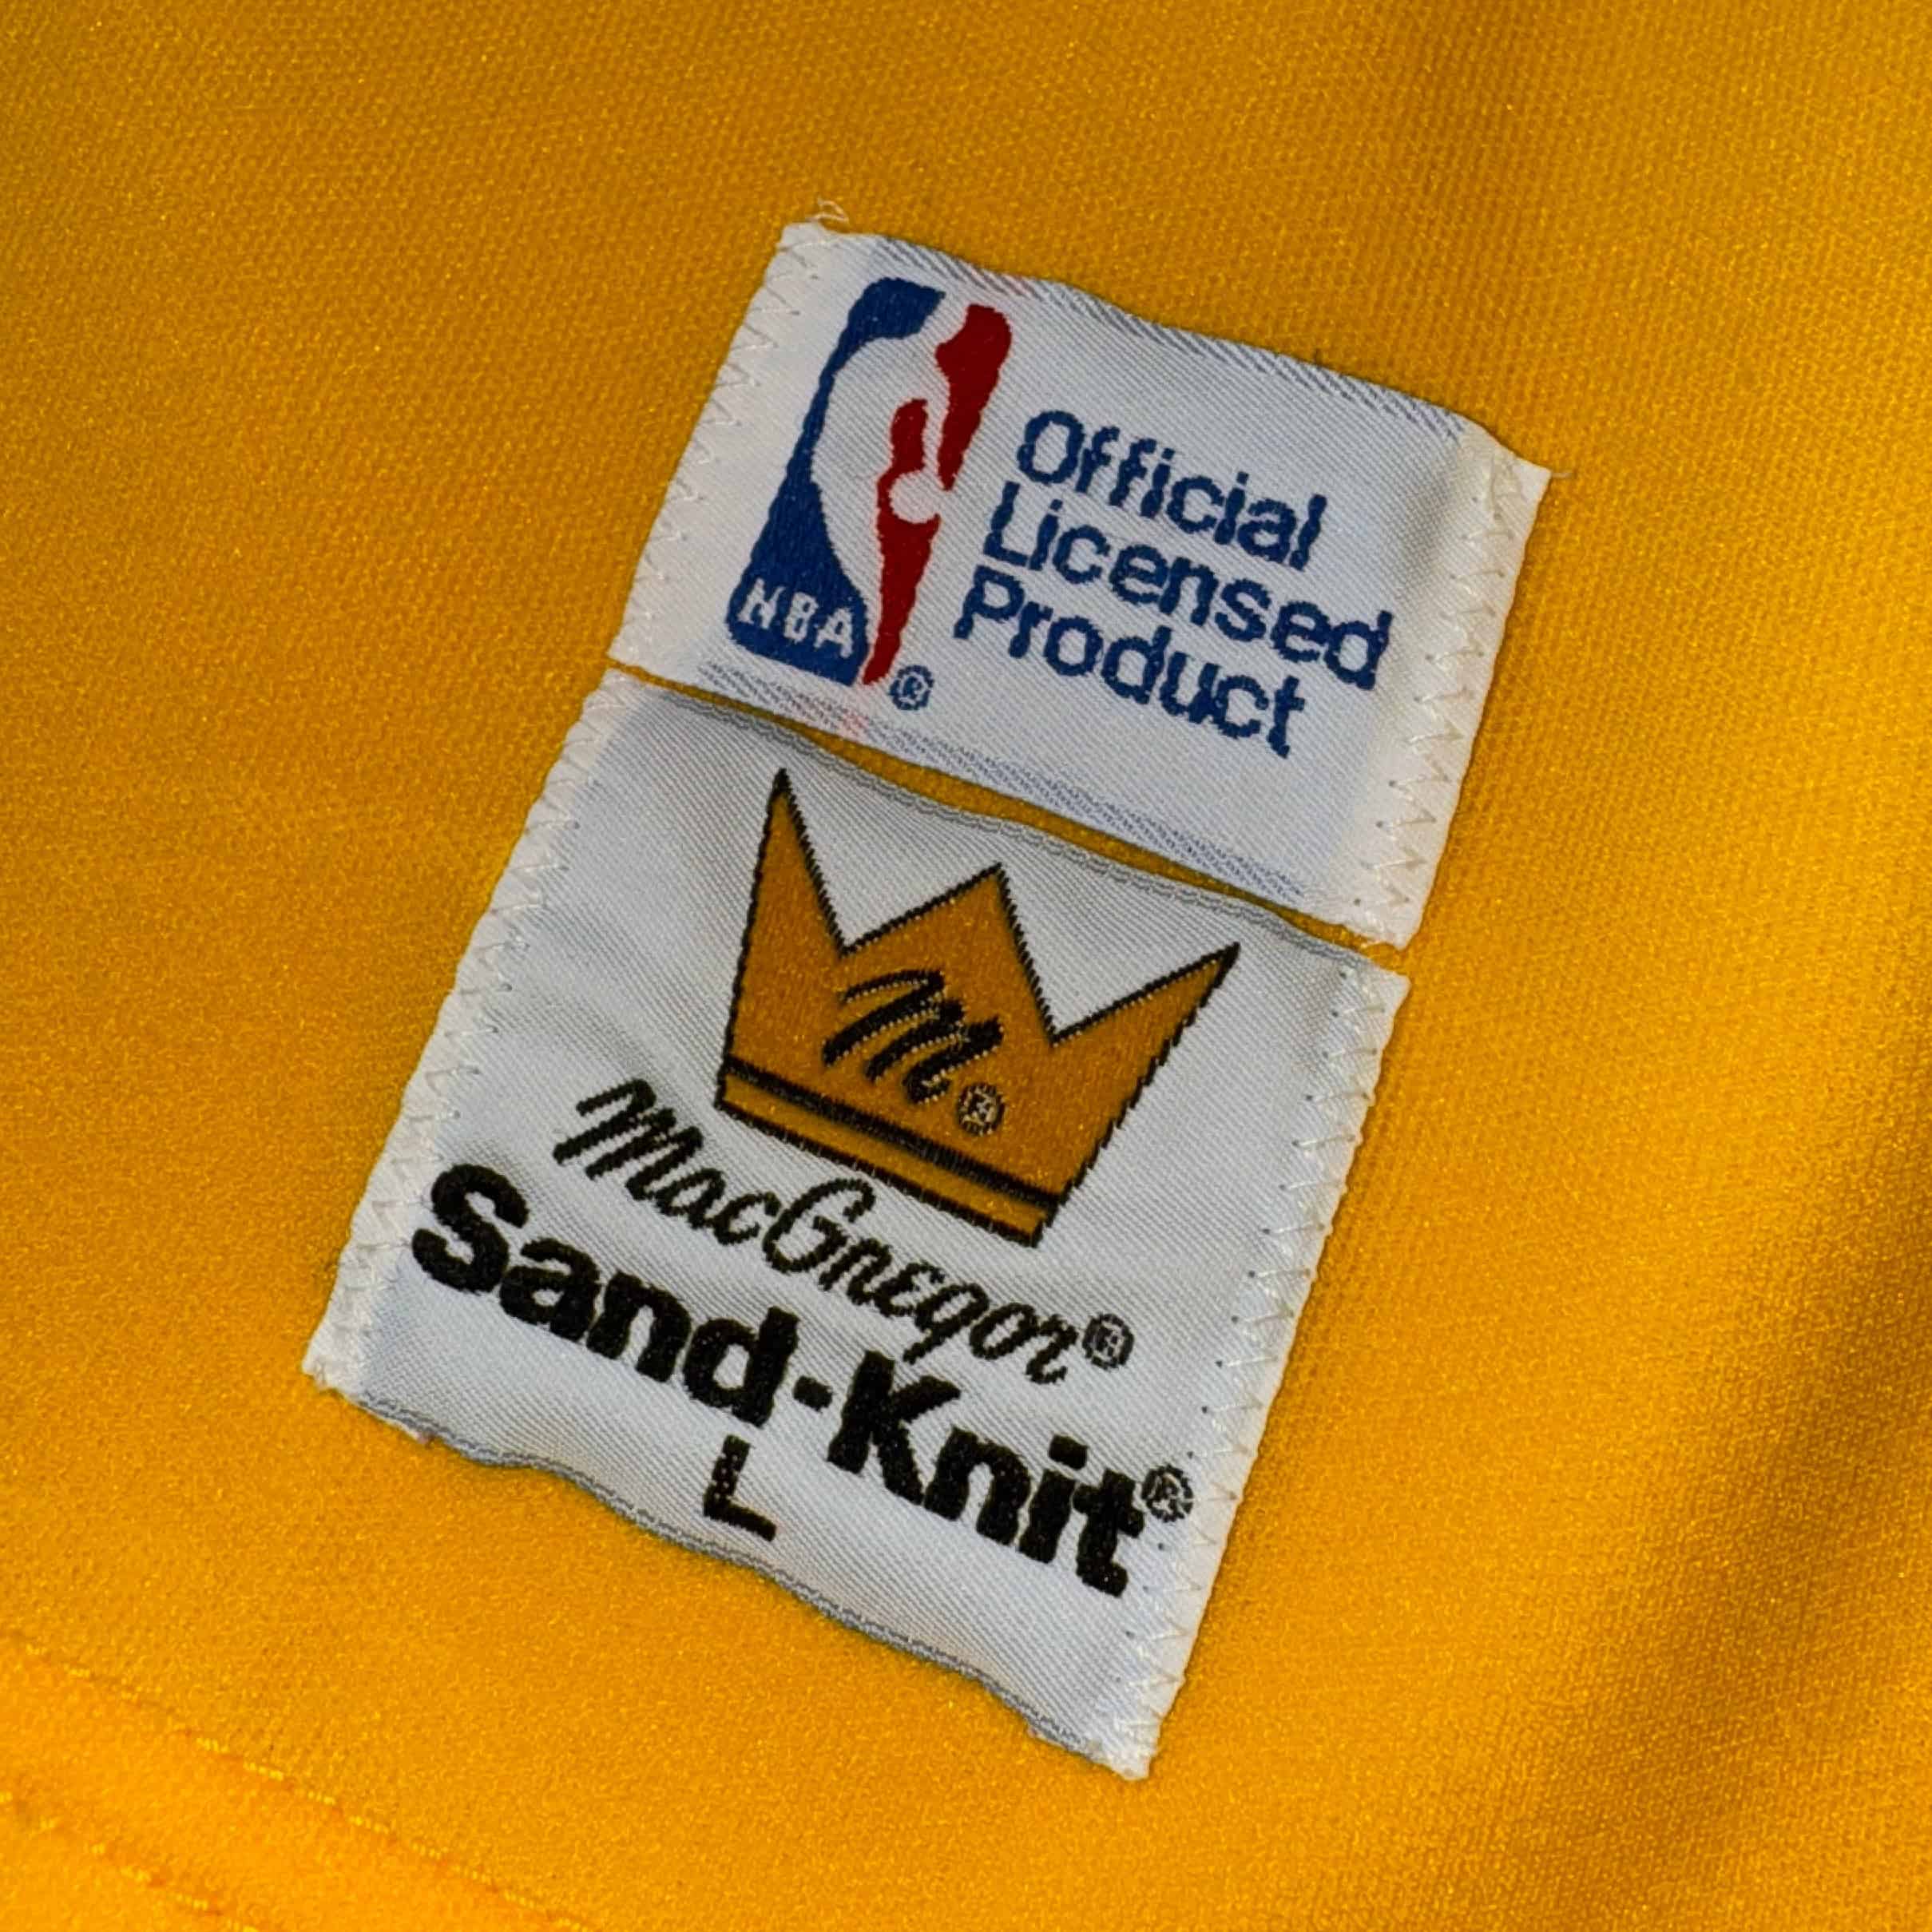 NBA
®
Official
Licensed
Product
M®
MacGregor®
Sand-Knit®
L